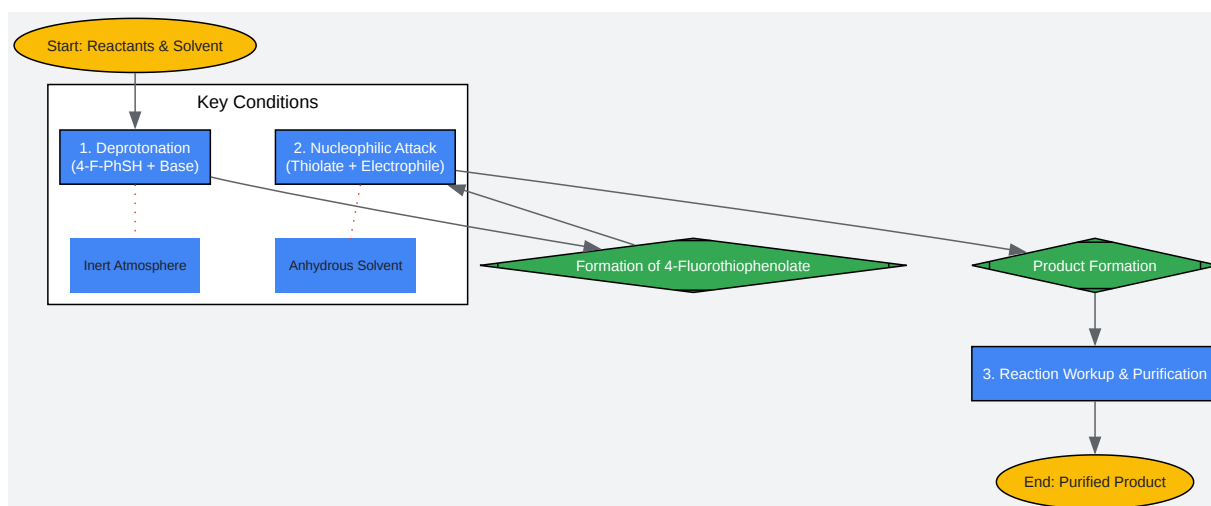 Start: Reactants & Solvent
Key Conditions
1. Deprotonation
(4-F-PhSH + Base)
2. Nucleophilic Attack
(Thiolate + Electrophile)
Inert Atmosphere
Anhydrous Solvent
Formation of 4-Fluorothiophenolate
Product Formation
3. Reaction Workup & Purification
End: Purified Product